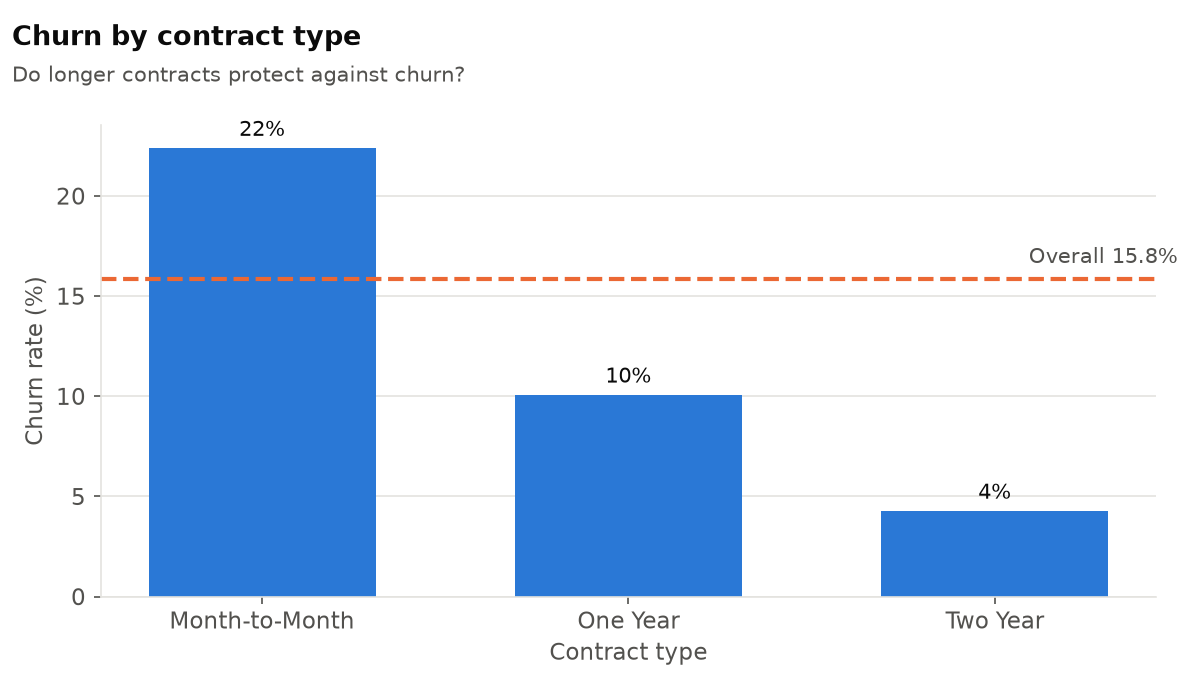 Churn by contract type
Do longer contracts protect against churn?
22%
20
Overall 15.8%
15
10%
10
5
4%
0
Churn rate (%)
Month-to-Month
One Year
Two Year
Contract type